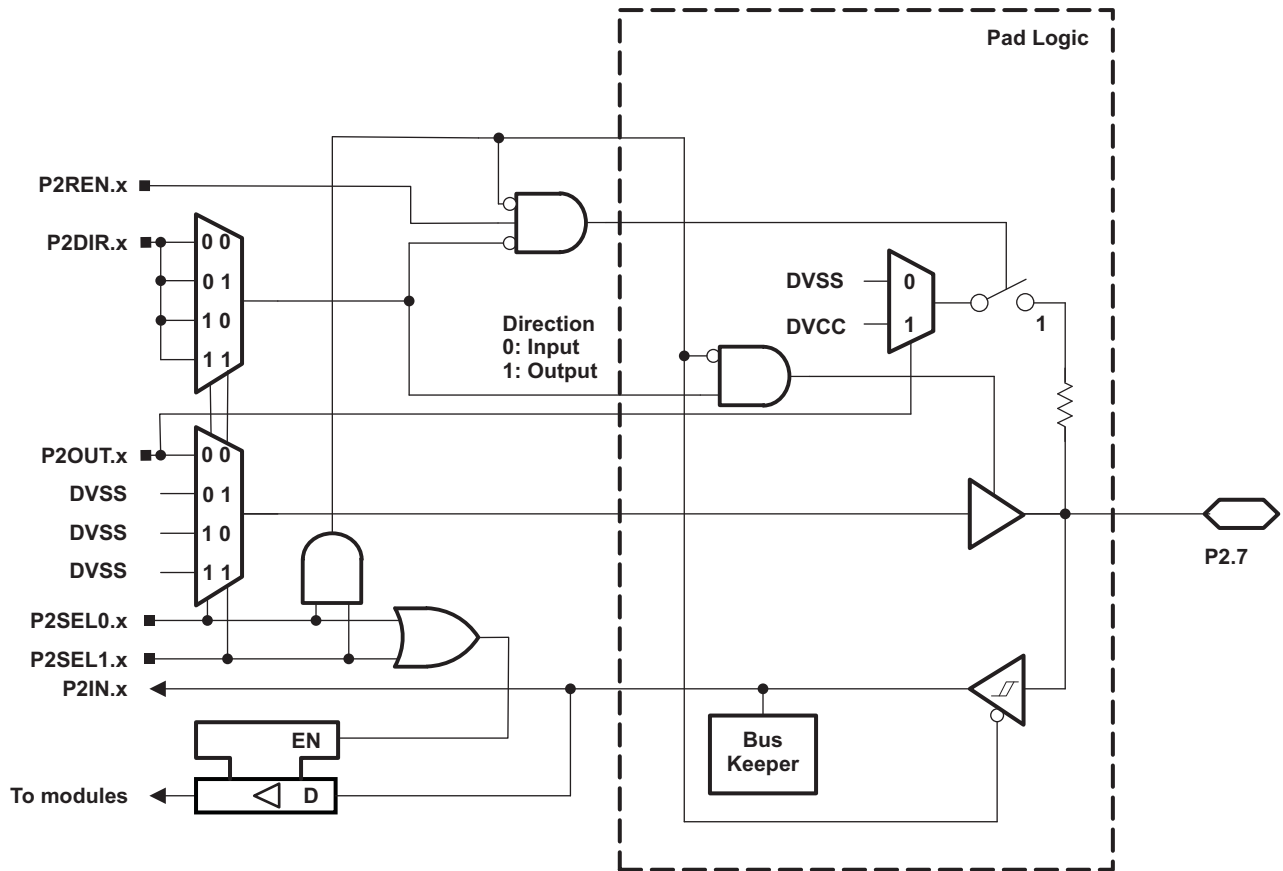 Pad Logic
P2REN.x
P2DIR.x
0 0
0 1
1 0
1 1
Direction
0: Input
1: Output
DVSS
DVCC
0
1
1
P2OUT.x
DVSS
DVSS
DVSS
0 0
0 1
1 0
1 1
P2.7
P2SEL0.x
P2SEL1.x
P2IN.x
Bus
Keeper
EN
D
To modules